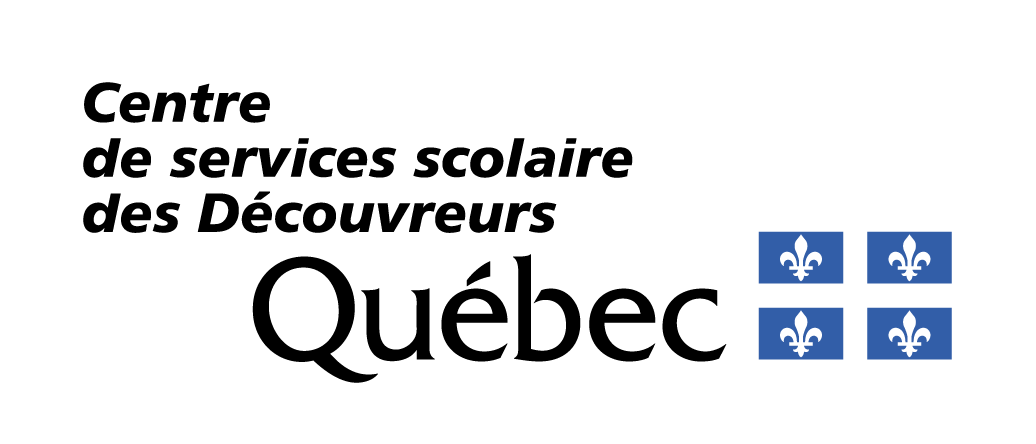 Centre
de services scolaire
des Découvreurs
Québec